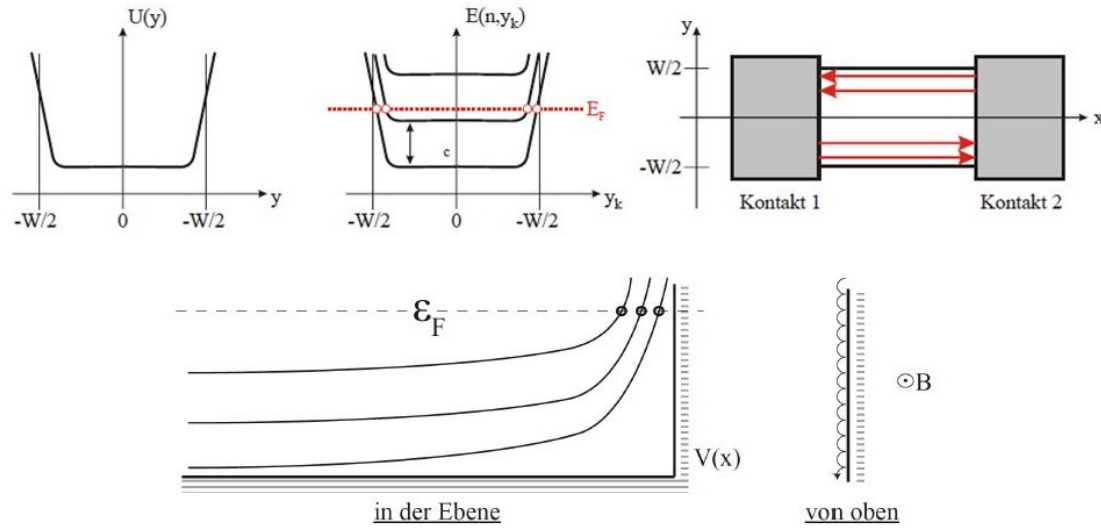 U(y)
y
-W/2
0
-W/2
E(n,y_k)
E_F
c
y_k
-W/2
0
-W/2
y
W/2
-W/2
x
Kontakt 1
Kontakt 2
ε_F
V(x)
in der Ebene
⊙B
von oben